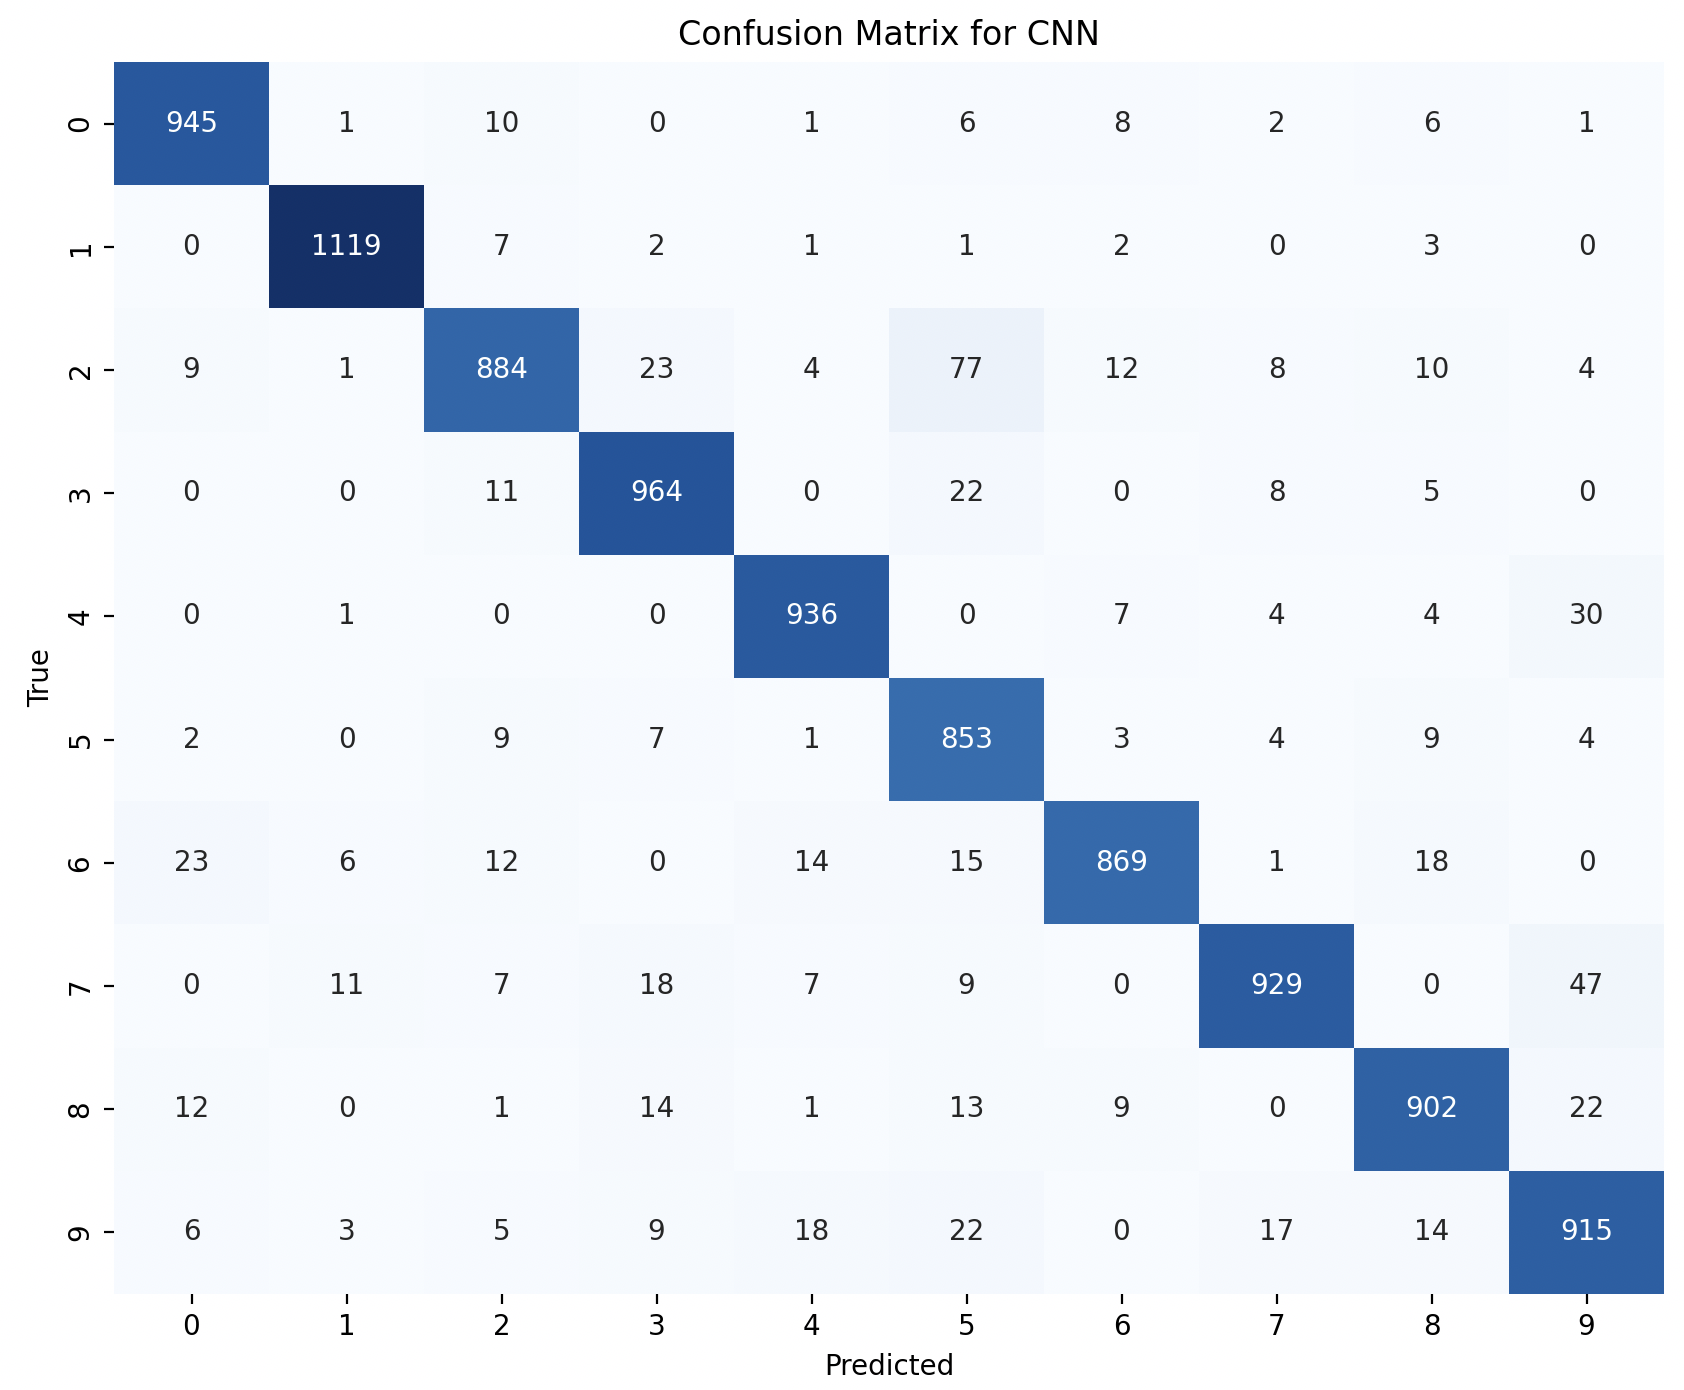 Confusion Matrix for CNN
0 945 1 10 0 1 6 8 2 6 1
1 0 1119 7 2 1 1 2 0 3 0
2 9 1 884 23 4 77 12 8 10 4
3 0 0 11 964 0 22 0 8 5 0
4 0 1 0 0 936 0 7 4 4 30
True
5 2 0 9 7 1 853 3 4 9 4
6 23 6 12 0 14 15 869 1 18 0
7 0 11 7 18 7 9 0 929 0 47
8 12 0 1 14 1 13 9 0 902 22
9 6 3 5 9 18 22 0 17 14 915
0 1 2 3 4 5 6 7 8 9
Predicted